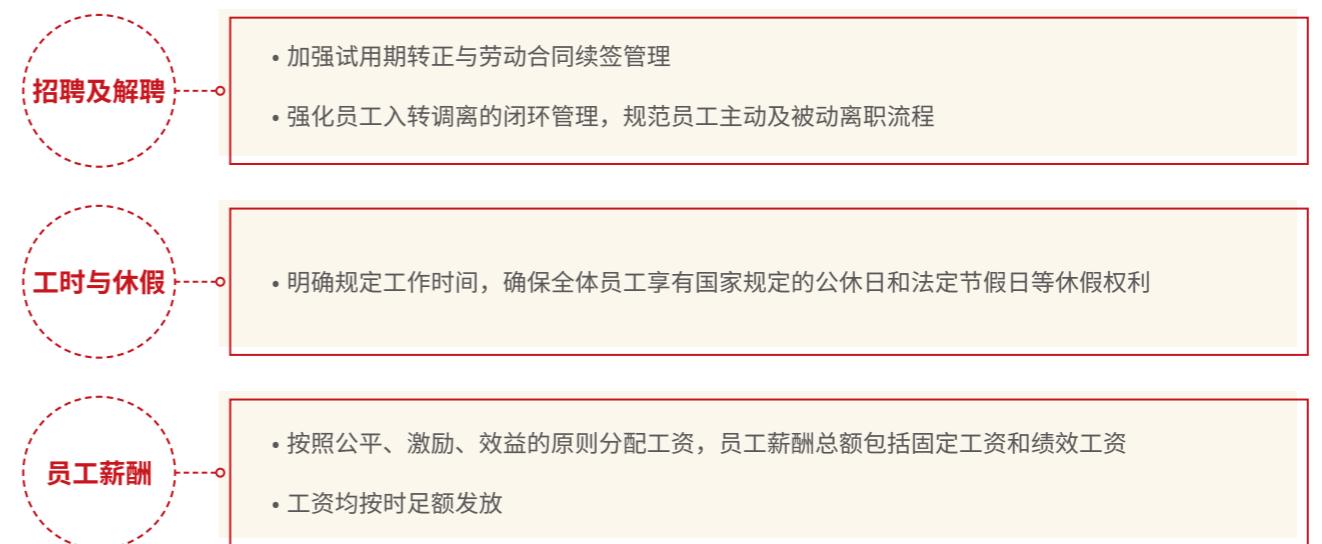 招聘及解聘
• 加强试用期转正与劳动合同续签管理
• 强化员工入转调离的闭环管理，规范员工主动及被动离职流程
工时与休假
• 明确规定工作时间，确保全体员工享有国家规定的公休日和法定节假日等休假权利
员工薪酬
• 按照公平、激励、效益的原则分配工资，员工薪酬总额包括固定工资和绩效工资
• 工资均按时足额发放